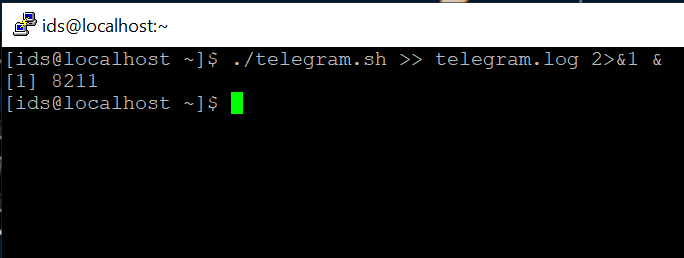 ids@localhost:~
[ids@localhost ~]$ ./telegram.sh >> telegram.log 2>&1 &
[1] 8211
[ids@localhost ~]$